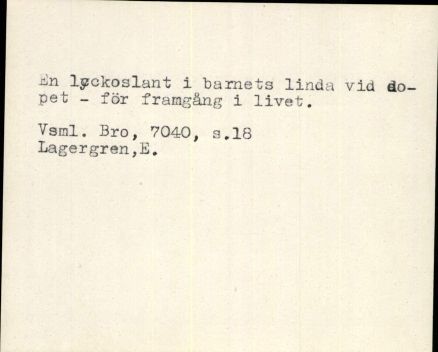 En lyckoslant i barnets linda vid do-
pet - för framgång i livet.
Vsml. Bro, 7040, s.18
Lagergren,E.